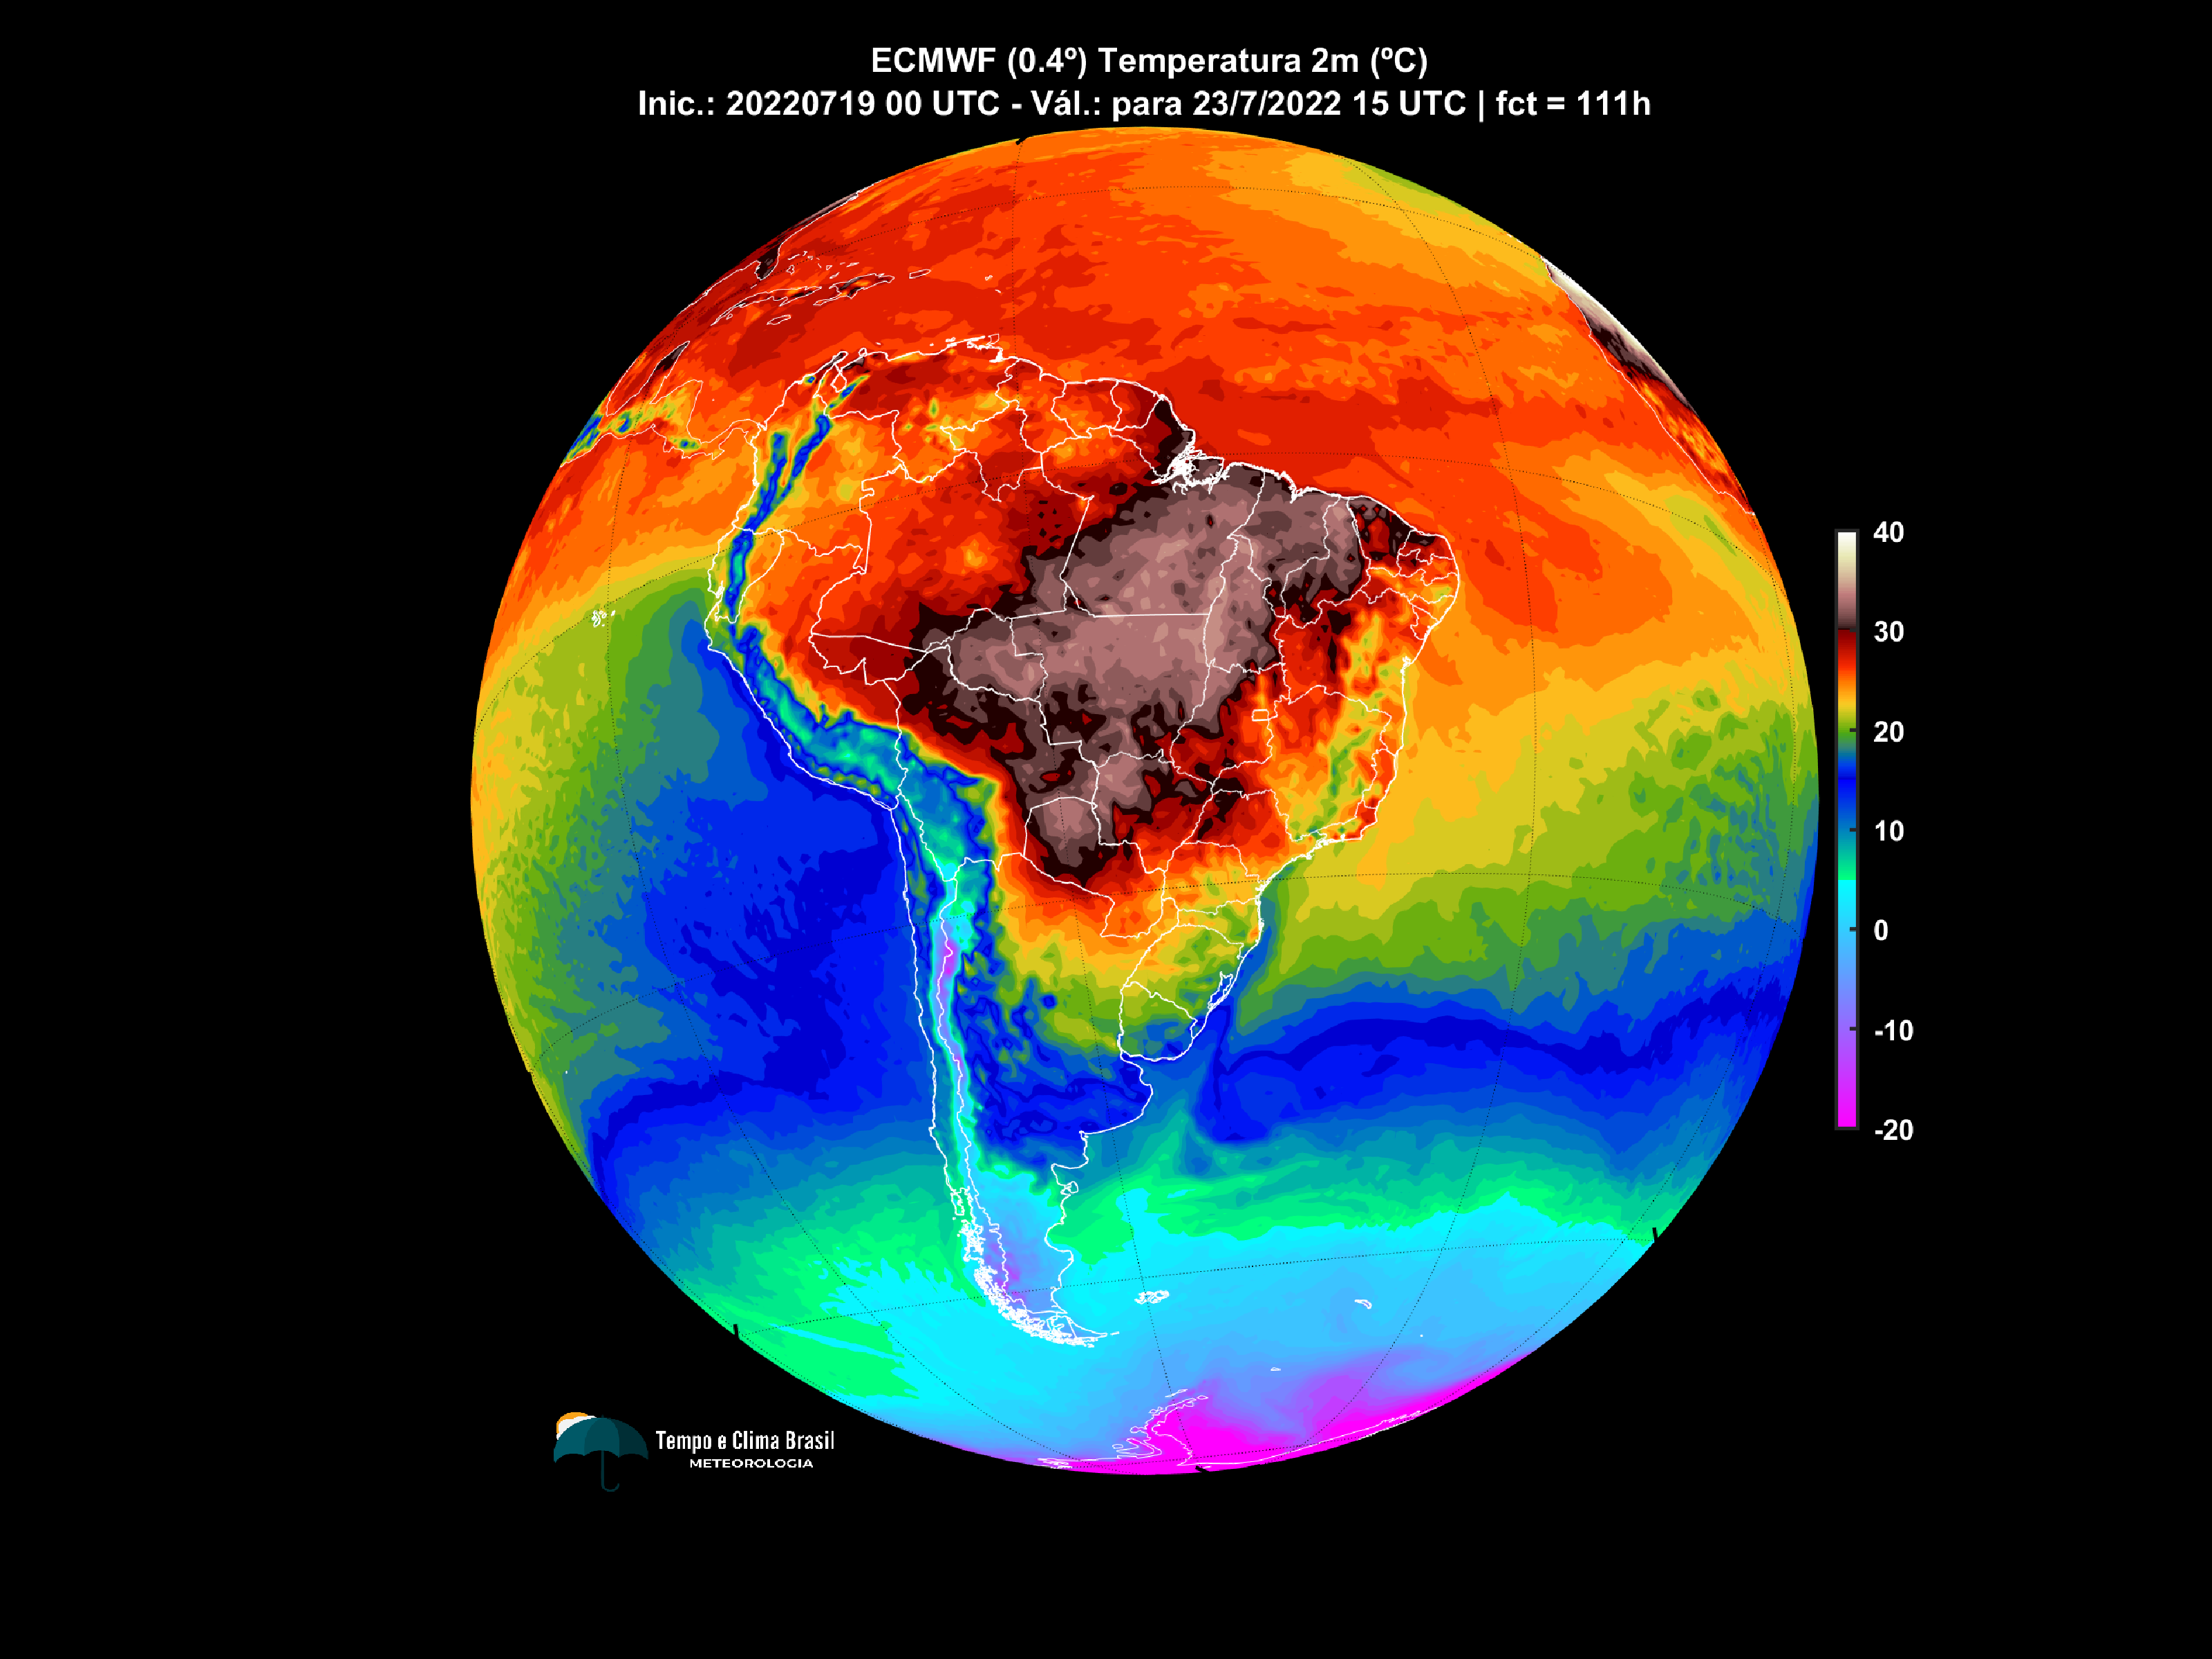 ECMWF (0.4º) Temperatura 2m (ºC)
Inic.: 20220719 00 UTC - Vál.: para 23/7/2022 15 UTC | fct = 111h
40
30
20
10
0
-10
-20
Tempo e Clima Brasil
METEOROLOGIA